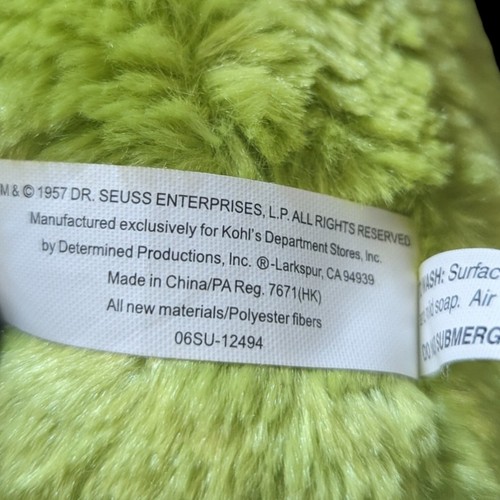 M & © 1957 DR. SEUSS ENTERPRISES, L.P. ALL RIGHTS RESERVED
Manufactured exclusively for Kohl's Department Stores, Inc.
by Determined Productions, Inc. ®-Larkspur, CA 94939
Made in China/PA Reg. 7671(HK)
All new materials/Polyester fibers
06SU-12494
WASH: Surfac
soap. Air
SUBMERG